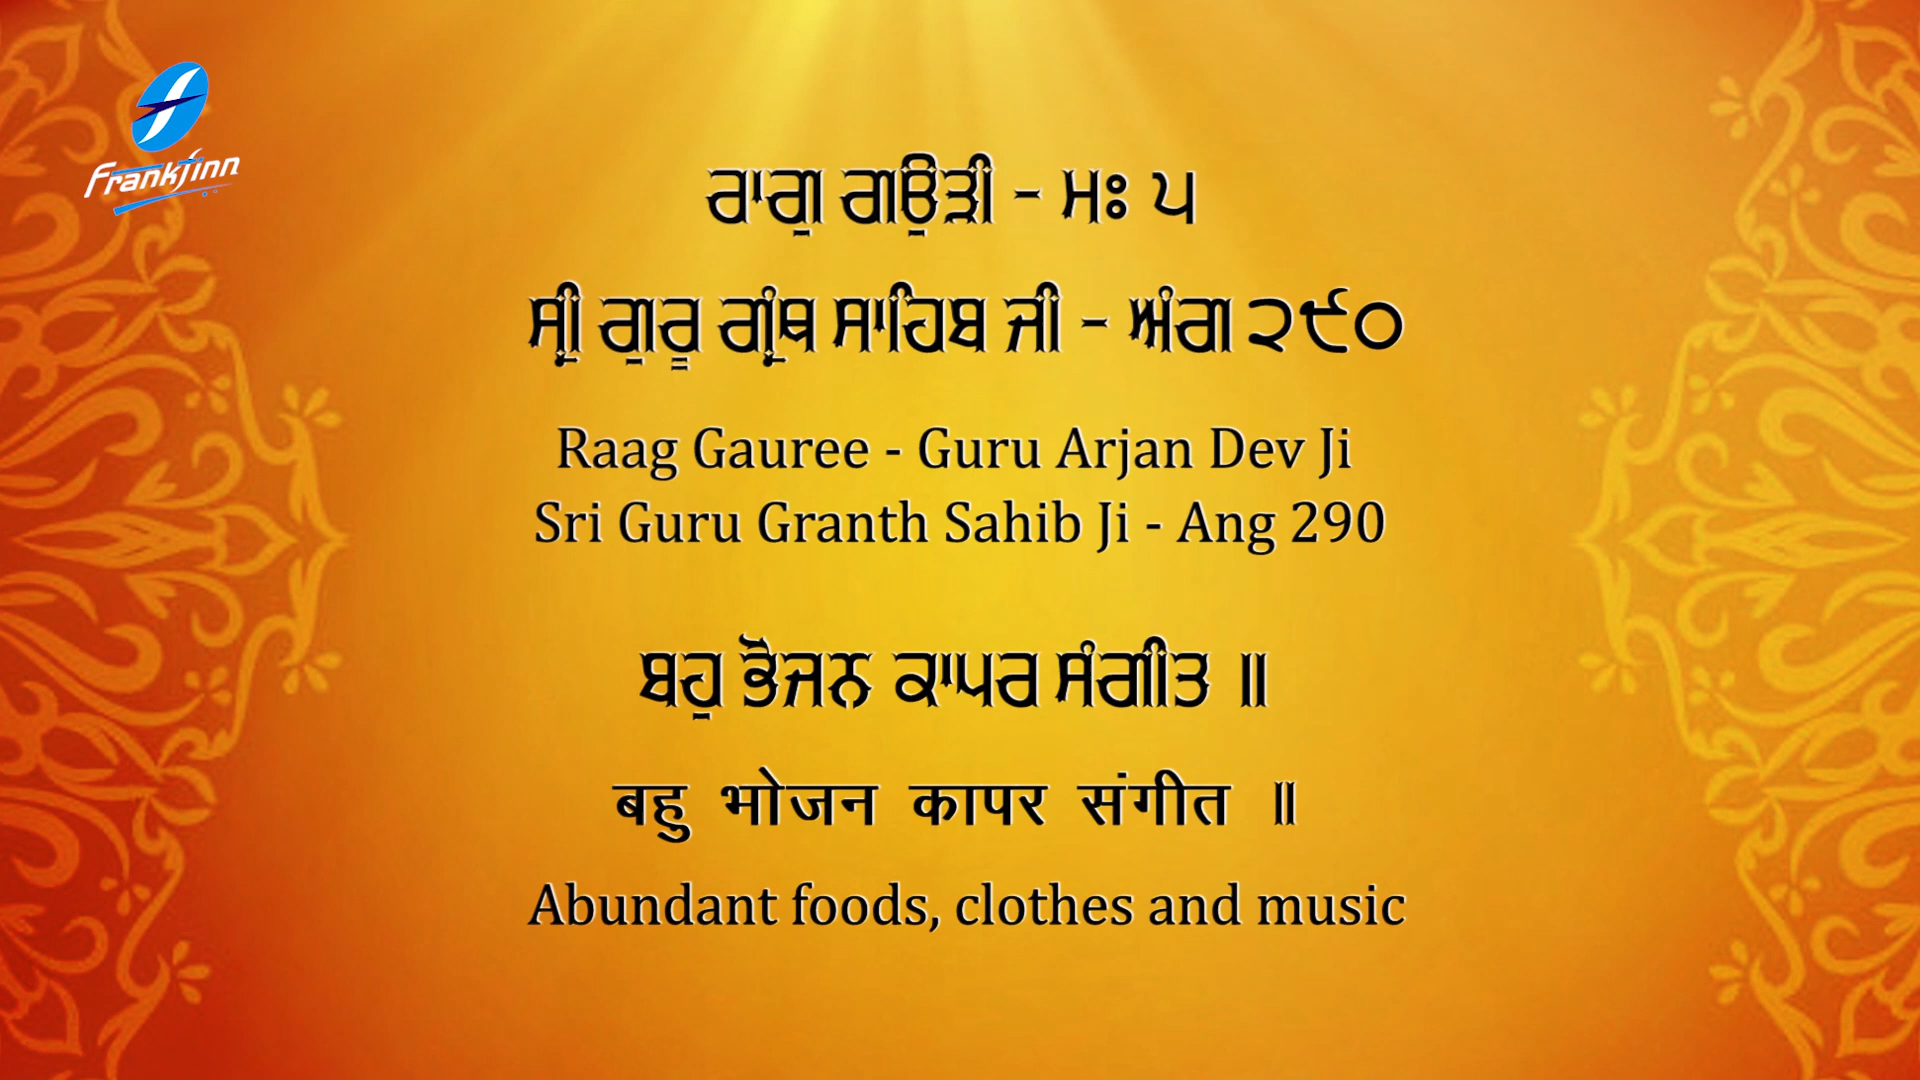 Frankfinn
ਰਾਗੁ ਗਉੜੀ - ਮਃ ੫
ਸ੍ਰੀ ਗੁਰੂ ਗ੍ਰੰਥ ਸਾਹਿਬ ਜੀ - ਅੰਗ ੨੯੦
Raag Gauree - Guru Arjan Dev Ji
Sri Guru Granth Sahib Ji - Ang 290
ਬਹੁ ਭੋਜਨ ਕਾਪਰ ਸੰਗੀਤ ॥
बहु भोजन कापर संगीत ॥
Abundant foods, clothes and music